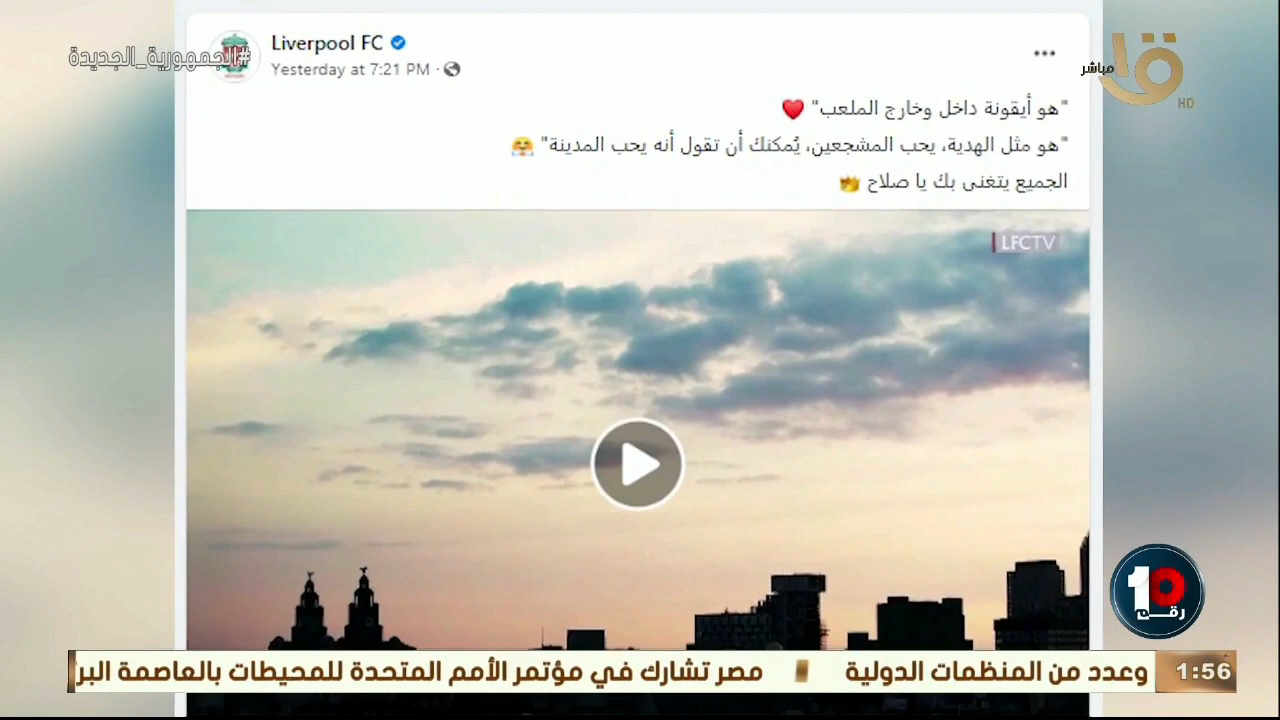 #الجمهورية_الجديدة
Liverpool FC
Yesterday at 7:21 PM ·
مباشر
HD
"هو أيقونة داخل وخارج الملعب" ❤️
"هو مثل الهدية، يحب المشجعين، يُمكنك أن تقول أنه يحب المدينة" 🤗
الجميع يتغنى بك يا صلاح 👑
LFCTV
رقم 10
1:56 وعدد من المنظمات الدولية مصر تشارك في مؤتمر الأمم المتحدة للمحيطات بالعاصمة البر